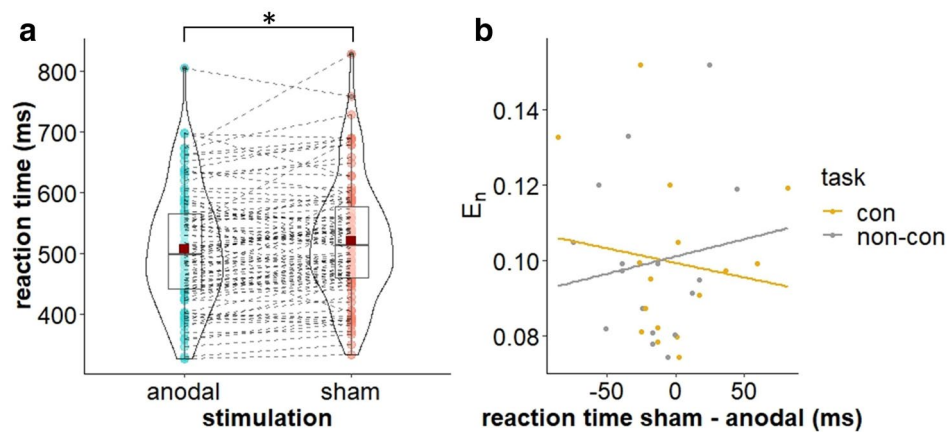 a
*
reaction time (ms)
800
700
600
500
400
anodal
sham
stimulation
b
Eₙ
0.14
0.12
0.10
0.08
-50
0
50
reaction time sham - anodal (ms)
task
con
non-con